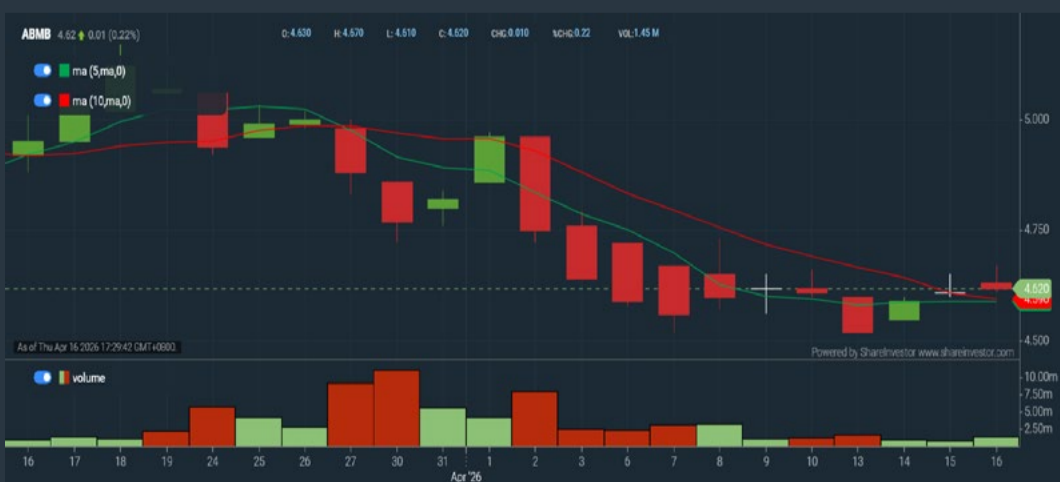 ABMB 4.62 0.01 (0.22%) O: 4.630 H: 4.670 L: 4.610 C: 4.620 CHG:0.010 %CHG:0.22 VOL:1.45 M
ma (5,ma,0)
ma (10,ma,0)
5.000
4.750
4.620
4.590
4.500
As of Thu Apr 16 2026 17:29:42 GMT+0800.
Powered by ShareInvestor www.shareinvestor.com
volume
10.00m
7.50m
5.00m
2.50m
16 17 18 19 24 25 26 27 30 31 1 2 3 6 7 8 9 10 13 14 15 16
Apr '26